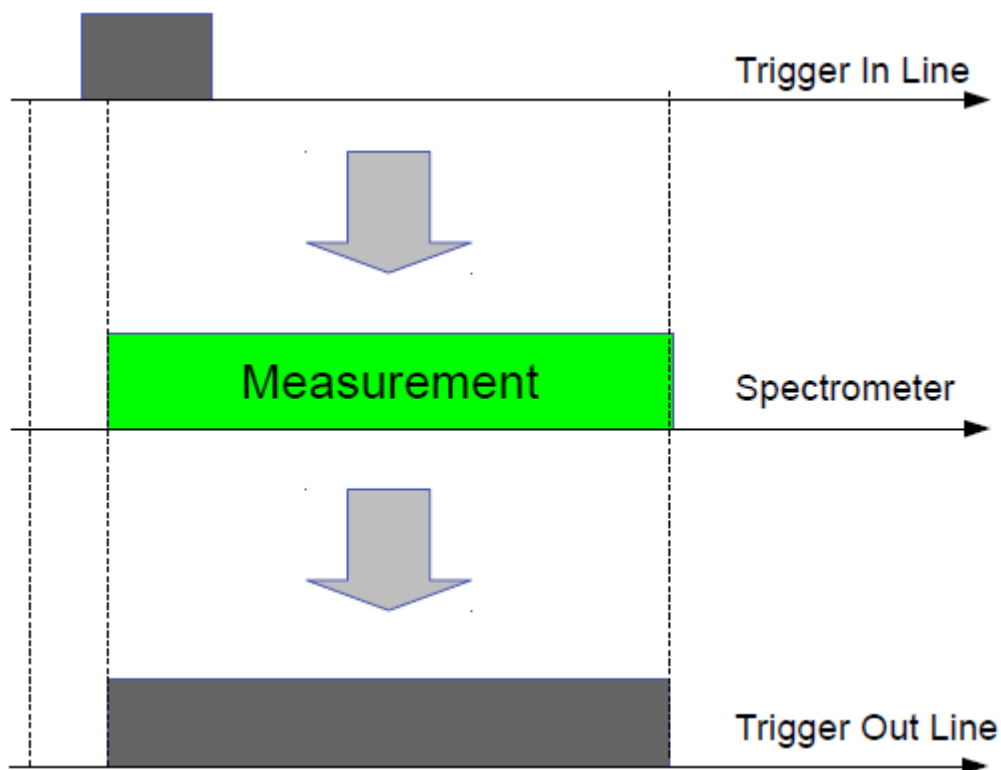 Trigger In Line
Measurement
Spectrometer
Trigger Out Line